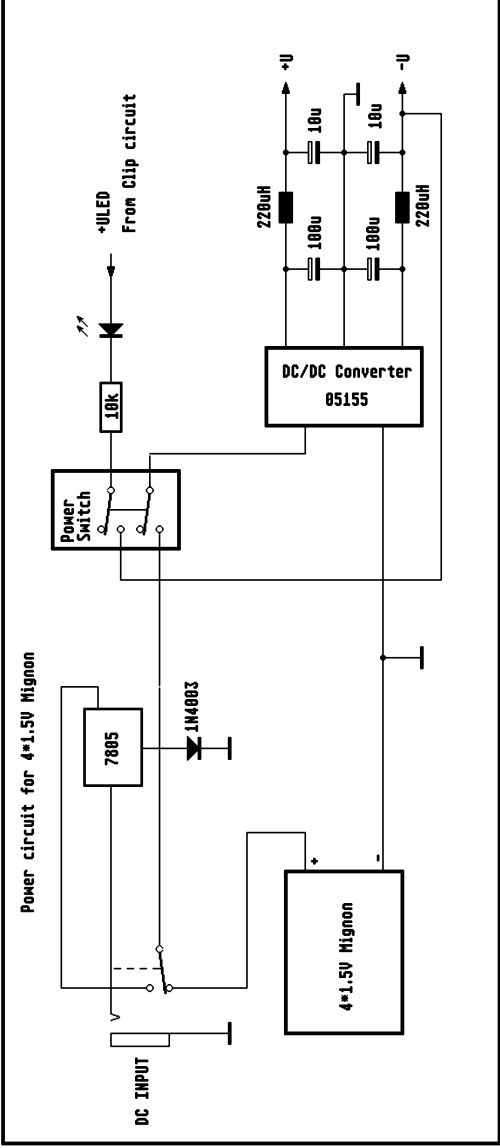 Power circuit for 4*1.5V Mignon
DC INPUT
7805
1N4003
4*1.5V Mignon
+
-
Power
Switch
10k
+ULED
From Clip circuit
DC/DC Converter
05155
100u
100u
220uH
220uH
10u
10u
+U
-U